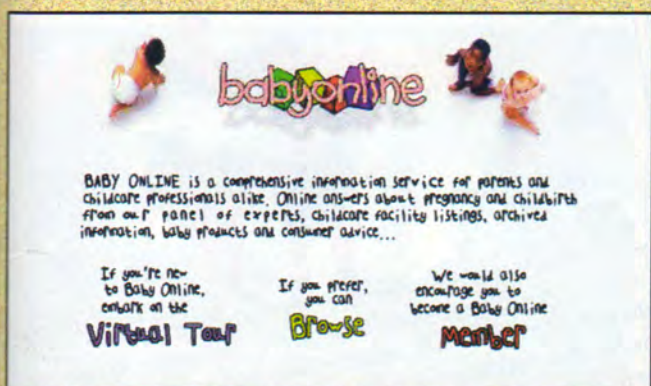 babyonline
BABY ONLINE is a comprehensive information service for parents and
childcare professionals alike. Online answers about pregnancy and childbirth
from our panel of experts, childcare facility listings, archived
information, baby products and consumer advice...
If you're new
to Baby Online,
embark on the
Virtual Tour
If you prefer,
you can
Browse
We would also
encourage you to
become a Baby Online
Member